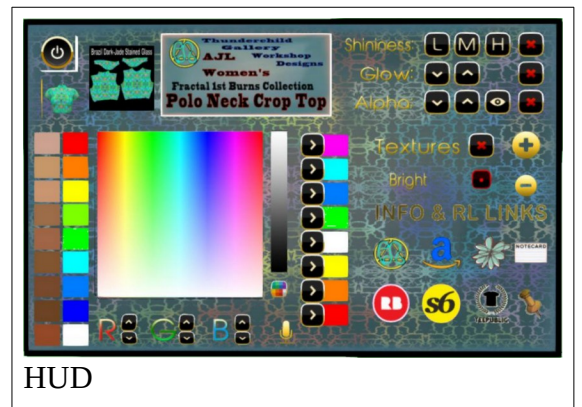 Brazil Dark-Jade Stained Glass
Thunderchild
Gallery
AJL Workshop
Designs
Women's
Fractal 1st Burns Collection
Polo Neck Crop Top
Shininess L M H
Glow
Alpha
Textures
Bright
INFO & RL LINKS
a
NOTECARD
RB
s6
TEEPUBLIC
R G B
HUD